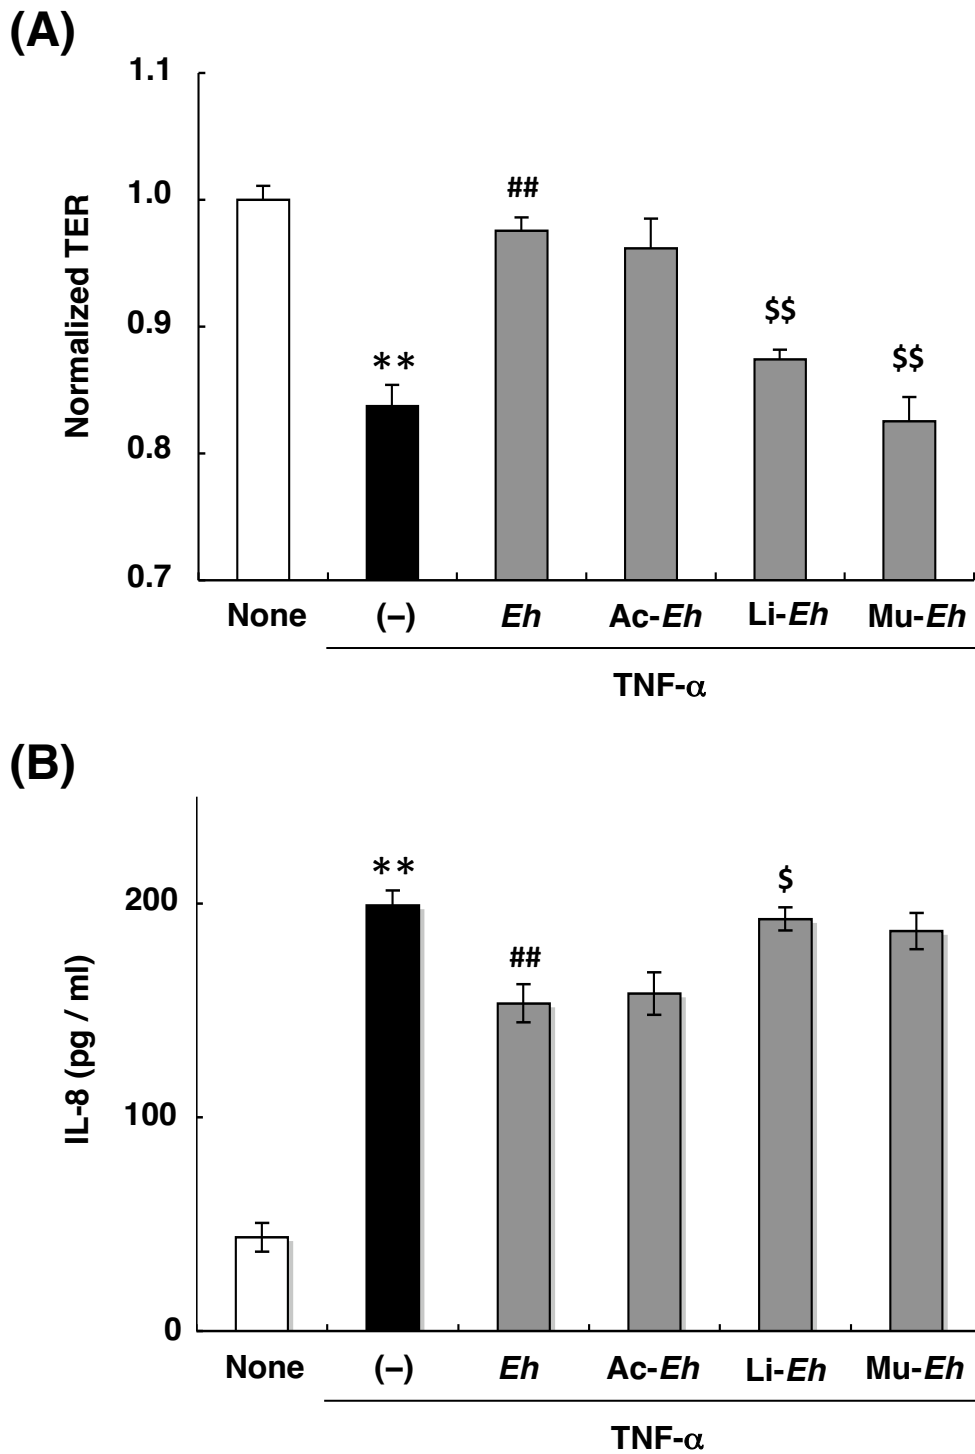 (A)
1.1
1.0
0.9
0.8
0.7
Normalized TER
**
##
$$
$$
None (–) Eh Ac-Eh Li-Eh Mu-Eh
TNF-α
(B)
200
100
0
IL-8 (pg / ml)
**
##
$
None (–) Eh Ac-Eh Li-Eh Mu-Eh
TNF-α